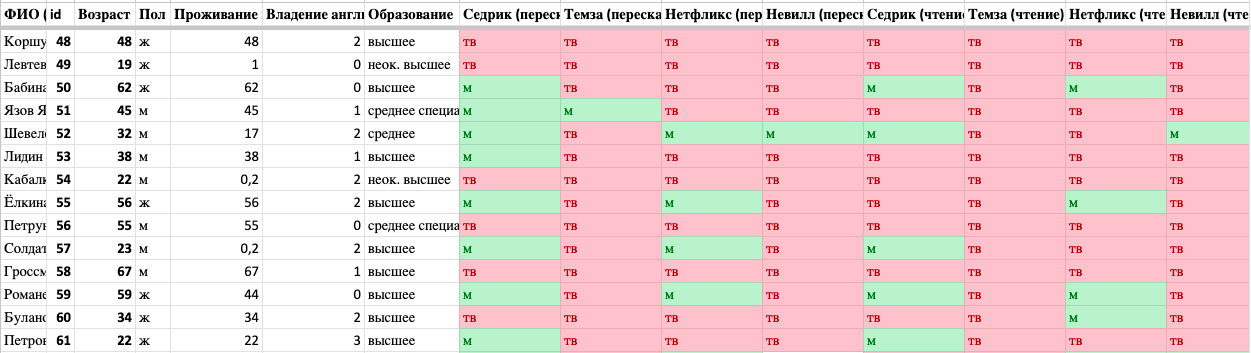 ФИО ( id Возраст Пол Проживание Владение англ Образование Седрик (переск Темза (переска Нетфликс (пер Невилл (переск Седрик (чтени Темза (чтение) Нетфликс (чте Невилл (чте
Коршу 48 48 ж 48 2 высшее тв тв тв тв тв тв тв тв
Левтев 49 19 ж 1 0 неок. высшее тв тв тв тв тв тв тв тв
Бабина 50 62 ж 62 0 высшее м тв тв тв м тв м тв
Язов Я 51 45 м 45 1 среднее специа м м тв тв тв тв тв тв
Шевел 52 32 м 17 2 среднее м тв м м м тв тв м
Лидин 53 38 м 38 1 высшее м тв тв тв тв тв тв тв
Кабалк 54 22 м 0,2 2 неок. высшее тв тв тв тв тв тв тв тв
Ёлкина 55 56 ж 56 2 высшее м тв м тв тв тв м тв
Петрун 56 55 м 55 0 среднее специа тв тв тв тв тв тв тв тв
Солдат 57 23 м 0,2 2 высшее м тв м тв м тв тв тв
Гроссм 58 67 м 67 1 высшее тв тв тв тв тв тв тв тв
Романе 59 59 ж 44 0 высшее м тв м тв м тв м тв
Булано 60 34 ж 34 2 высшее тв тв тв тв тв тв м тв
Петров 61 22 ж 22 3 высшее м тв тв тв м тв тв тв